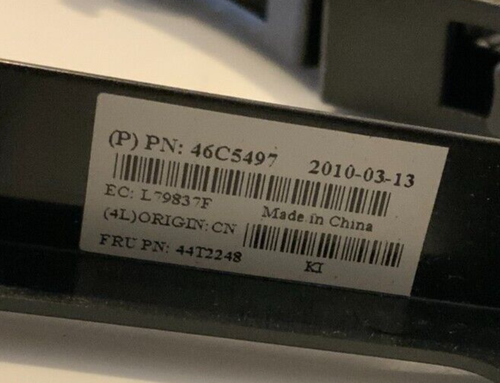 (P) PN: 46C5497 2010-03-13
EC: L79837F Made in China
(4L)ORIGIN:CN
FRU PN: 44T2248 KI